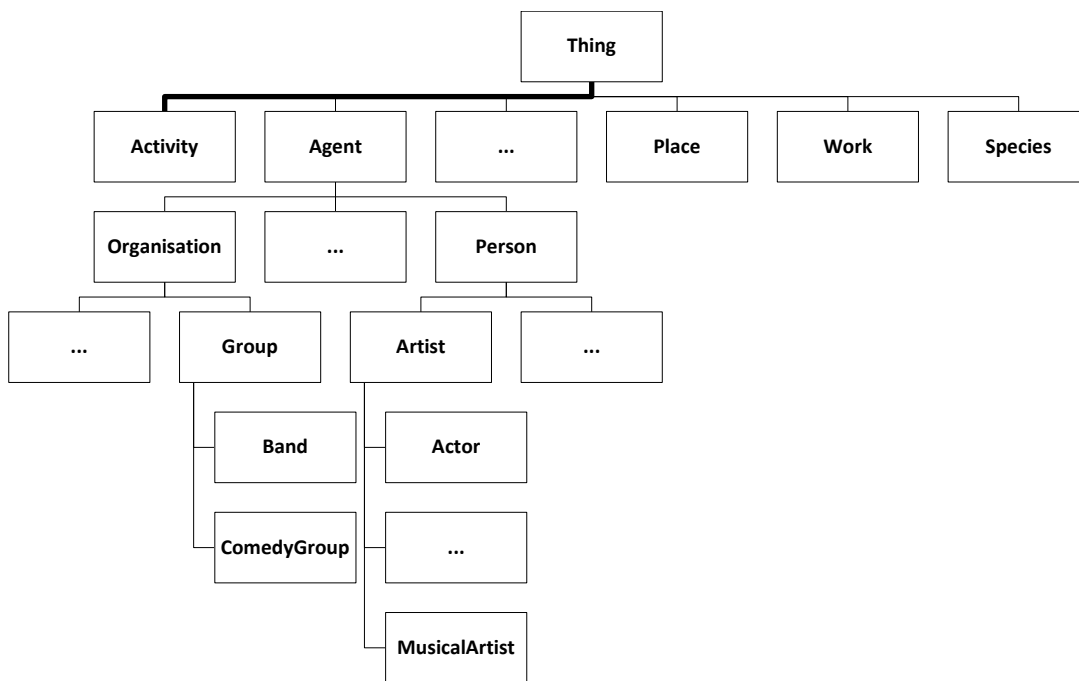 Thing
Activity
Agent
...
Place
Work
Species
Organisation
...
Person
...
Group
Artist
...
Band
Actor
ComedyGroup
...
MusicalArtist